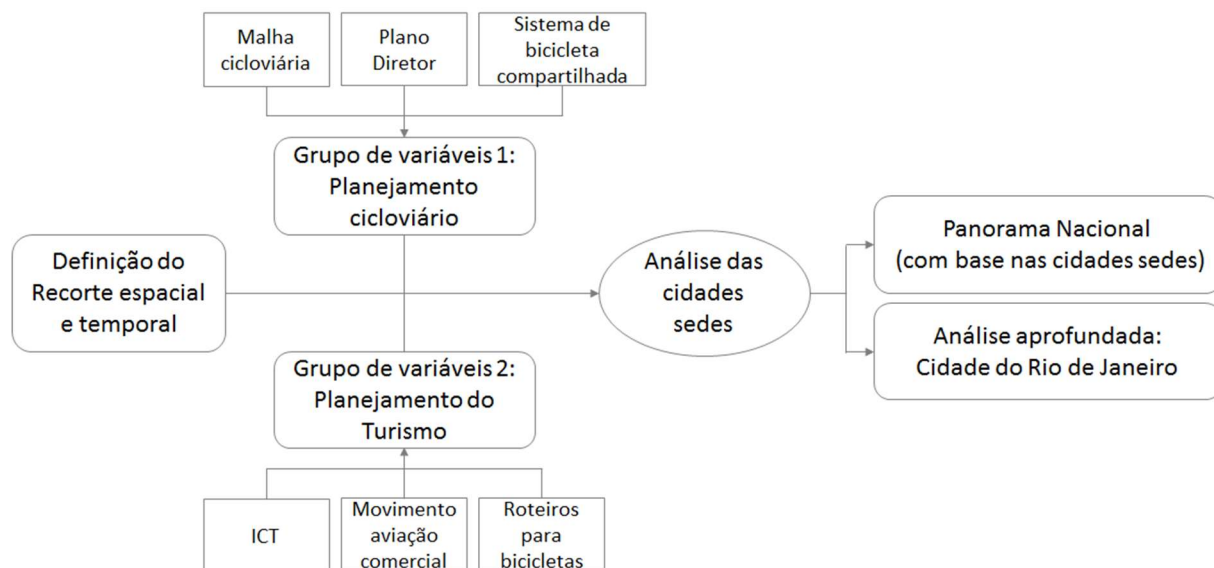 Malha
cicloviária
Plano
Diretor
Sistema de
bicicleta
compartilhada
Grupo de variáveis 1:
Planejamento
cicloviário
Definição do
Recorte espacial
e temporal
Análise das
cidades
sedes
Panorama Nacional
(com base nas cidades sedes)
Análise aprofundada:
Cidade do Rio de Janeiro
Grupo de variáveis 2:
Planejamento do
Turismo
ICT
Movimento
aviação
comercial
Roteiros
para
bicicletas